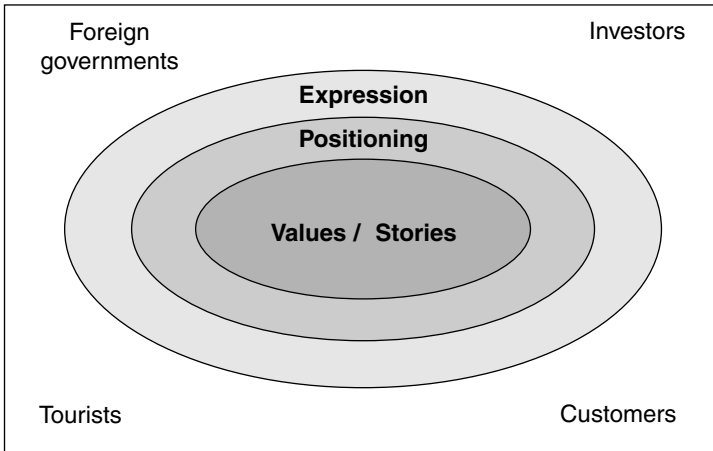 Foreign
governments
Investors
Expression
Positioning
Values / Stories
Tourists
Customers